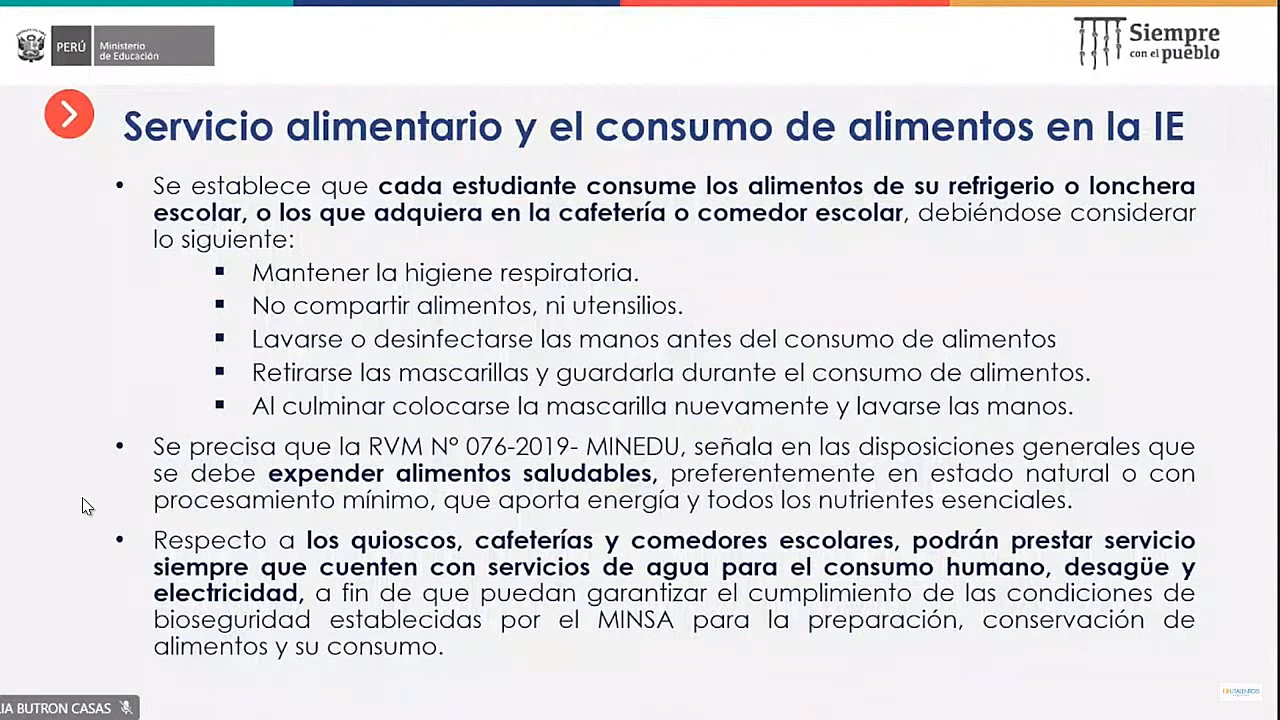 PERÚ
Ministerio
de Educación
Siempre
con el pueblo
Servicio alimentario y el consumo de alimentos en la IE
• Se establece que cada estudiante consume los alimentos de su refrigerio o lonchera
escolar, o los que adquiera en la cafetería o comedor escolar, debiéndose considerar
lo siguiente:
▪ Mantener la higiene respiratoria.
▪ No compartir alimentos, ni utensilios.
▪ Lavarse o desinfectarse las manos antes del consumo de alimentos
▪ Retirarse las mascarillas y guardarla durante el consumo de alimentos.
▪ Al culminar colocarse la mascarilla nuevamente y lavarse las manos.
• Se precisa que la RVM N° 076-2019- MINEDU, señala en las disposiciones generales que
se debe expender alimentos saludables, preferentemente en estado natural o con
procesamiento mínimo, que aporta energía y todos los nutrientes esenciales.
• Respecto a los quioscos, cafeterías y comedores escolares, podrán prestar servicio
siempre que cuenten con servicios de agua para el consumo humano, desagüe y
electricidad, a fin de que puedan garantizar el cumplimiento de las condiciones de
bioseguridad establecidas por el MINSA para la preparación, conservación de
alimentos y su consumo.
LIA BUTRON CASAS